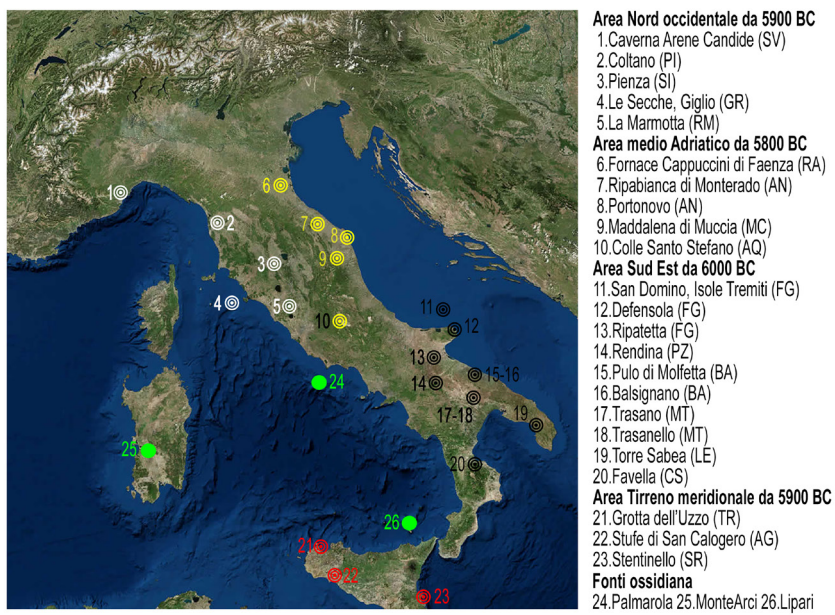 Area Nord occidentale da 5900 BC
1.Caverna Arene Candide (SV)
2.Coltano (PI)
3.Pienza (SI)
4.Le Secche, Giglio (GR)
5.La Marmotta (RM)
Area medio Adriatico da 5800 BC
6.Fornace Cappuccini di Faenza (RA)
7.Ripabianca di Monterado (AN)
8.Portonovo (AN)
9.Maddalena di Muccia (MC)
10.Colle Santo Stefano (AQ)
Area Sud Est da 6000 BC
11.San Domino, Isole Tremiti (FG)
12.Defensola (FG)
13.Ripatetta (FG)
14.Rendina (PZ)
15.Pulo di Molfetta (BA)
16.Balsignano (BA)
17.Trasano (MT)
18.Trasanello (MT)
19.Torre Sabea (LE)
20.Favella (CS)
Area Tirreno meridionale da 5900 BC
21.Grotta dell'Uzzo (TR)
22.Stufe di San Calogero (AG)
23.Stentinello (SR)
Fonti ossidiana
24.Palmarola 25.MonteArci 26.Lipari
1
2
3
4
5
6
7
8
9
10
11
12
13
14
15-16
17-18
19
20
21
22
23
24
25
26